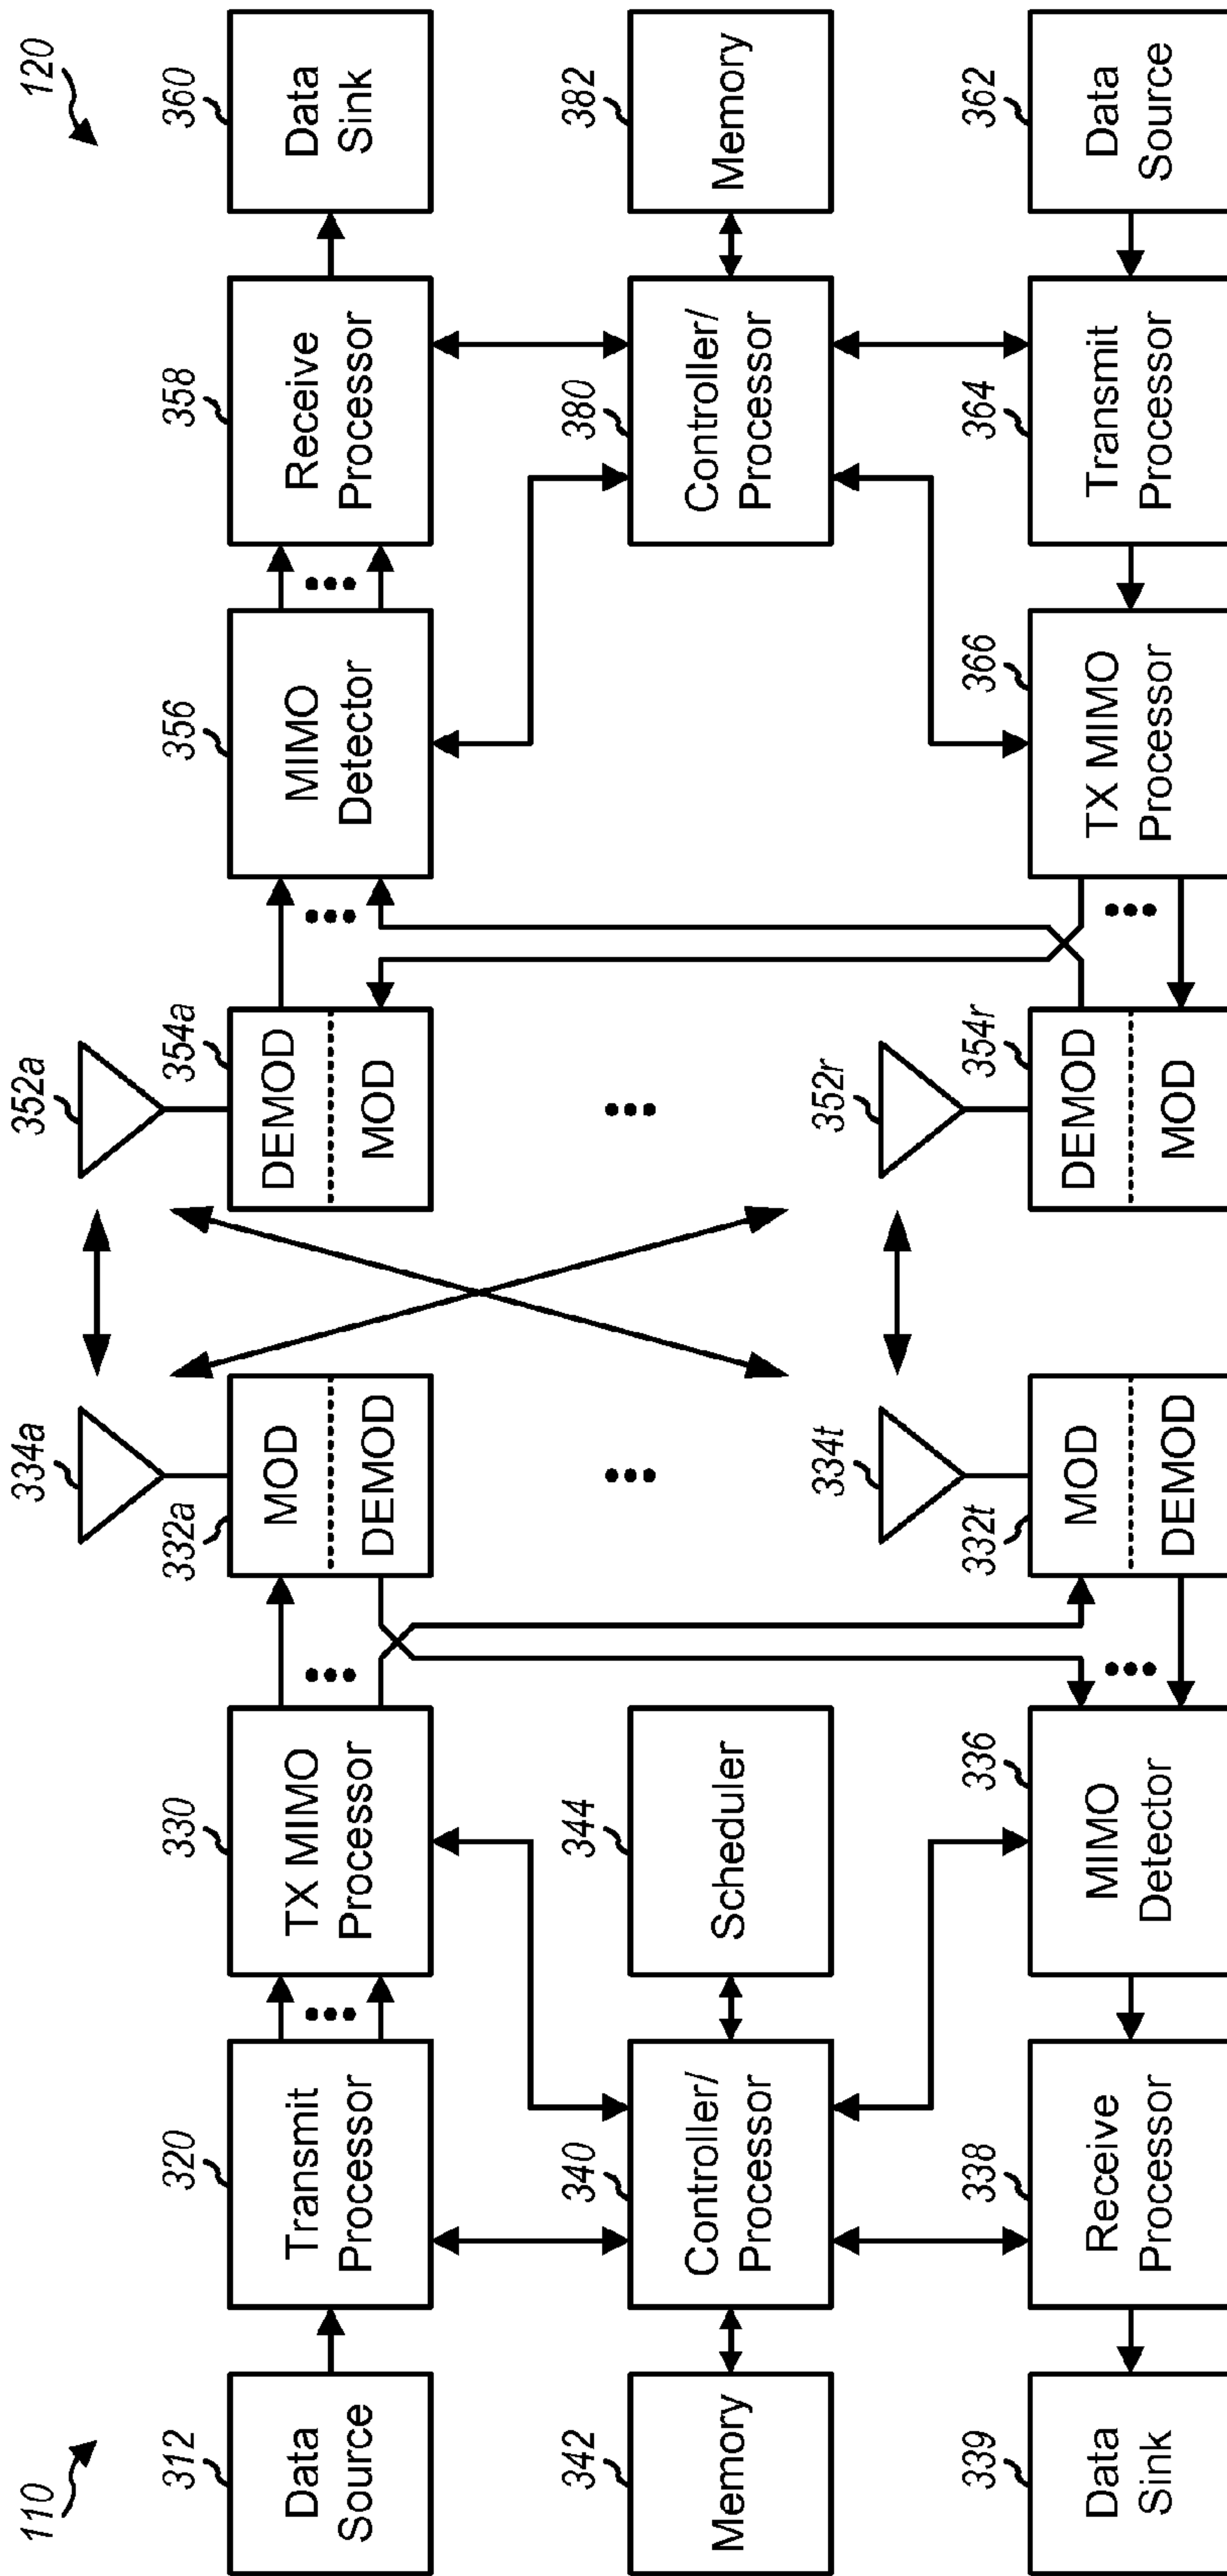 110
120
312
Data
Source
320
Transmit
Processor
330
TX MIMO
Processor
332a
MOD
DEMOD
334a
352a
354a
DEMOD
MOD
356
MIMO
Detector
358
Receive
Processor
360
Data
Sink
342
Memory
340
Controller/
Processor
344
Scheduler
380
Controller/
Processor
382
Memory
339
Data
Sink
338
Receive
Processor
336
MIMO
Detector
332t
MOD
DEMOD
334t
352r
354r
DEMOD
MOD
366
TX MIMO
Processor
364
Transmit
Processor
362
Data
Source